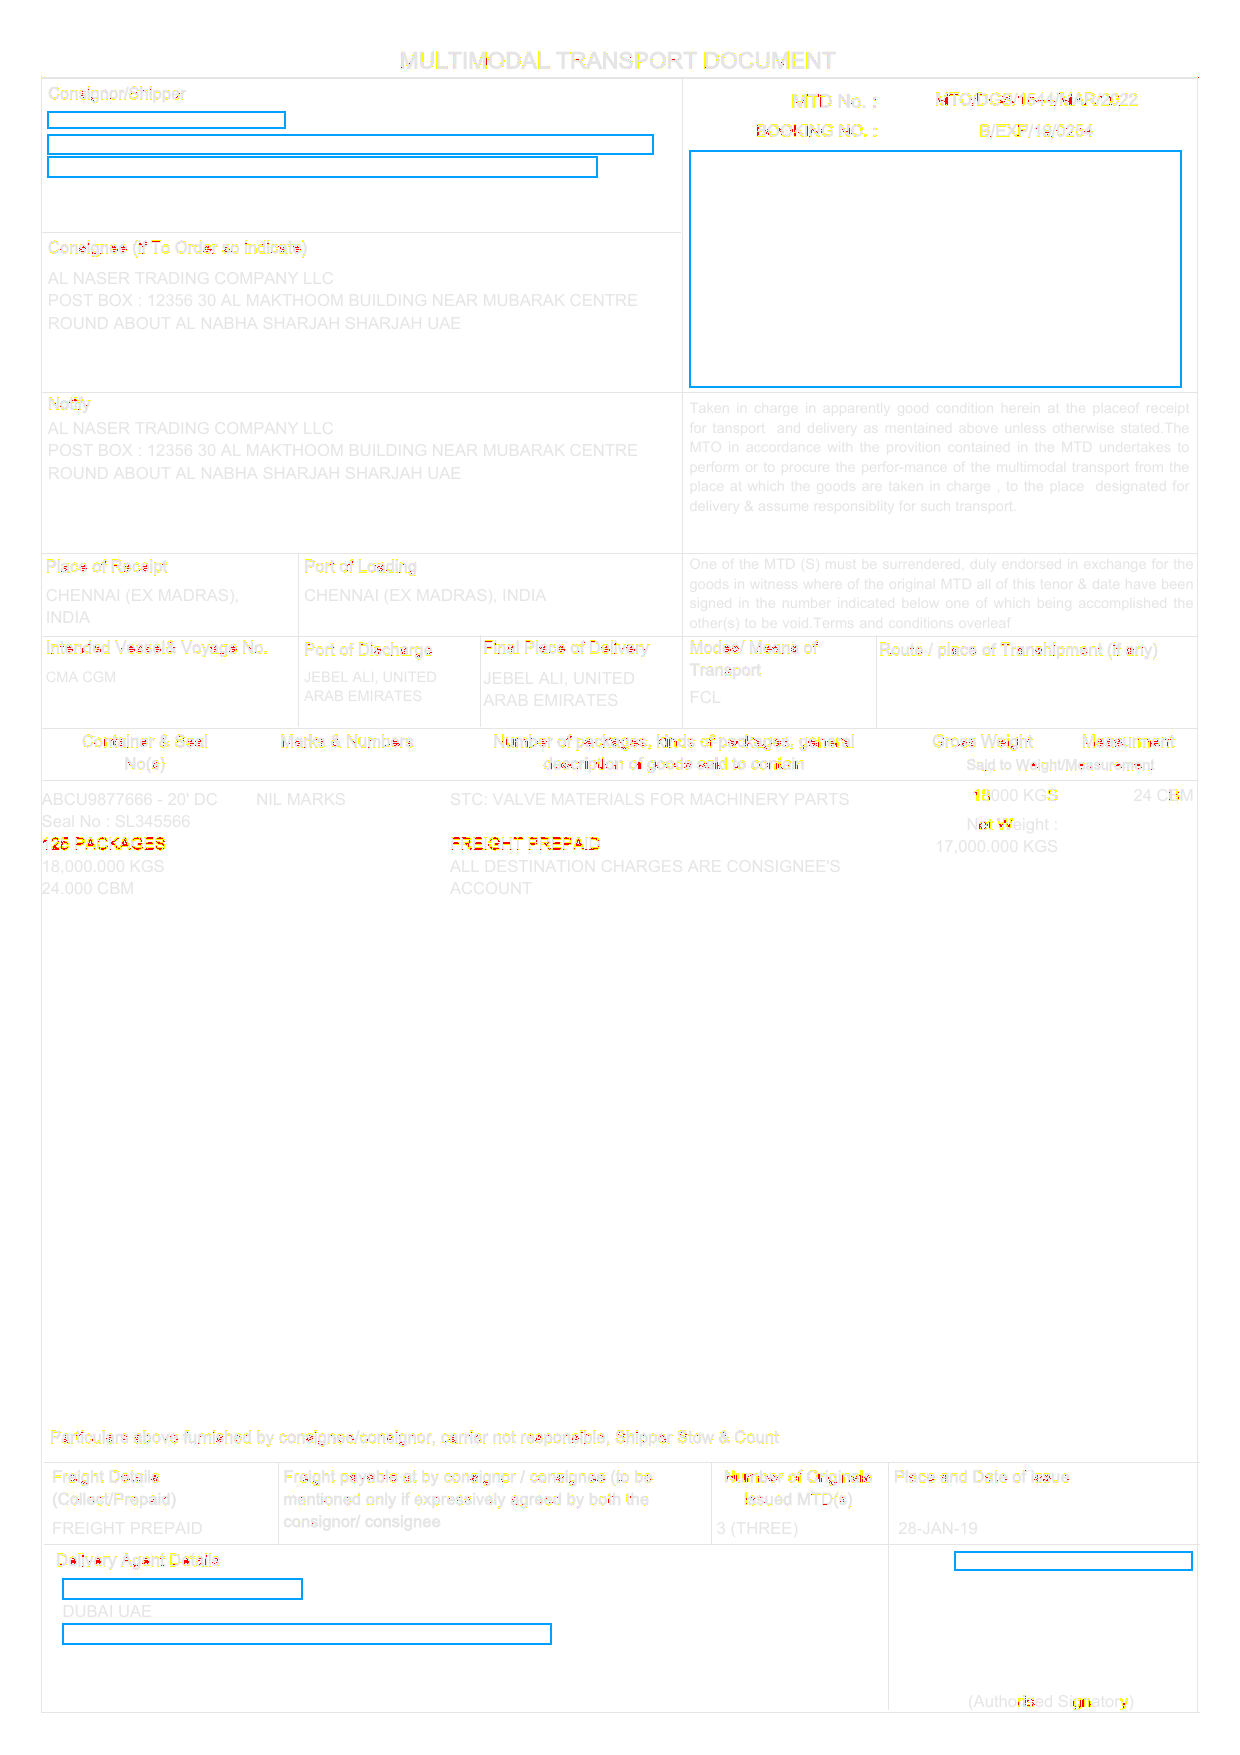 MULTIMODAL TRANSPORT DOCUMENT
Consignor/Shipper
MTD No. :
MTO/DGS/1544/MAR/2022
BOOKING NO. :
B/EXP/19/0254
Consignee (if To Order so indicate)
AL NASER TRADING COMPANY LLC
POST BOX : 12356 30 AL MAKTHOOM BUILDING NEAR MUBARAK CENTRE
ROUND ABOUT AL NABHA SHARJAH SHARJAH UAE
Notify
AL NASER TRADING COMPANY LLC
POST BOX : 12356 30 AL MAKTHOOM BUILDING NEAR MUBARAK CENTRE
ROUND ABOUT AL NABHA SHARJAH SHARJAH UAE
Taken in charge in apparently good condition herein at the placeof receipt
for tansport and delivery as mentained above unless otherwise stated.The
MTO in accordance with the provition contained in the MTD undertakes to
perform or to procure the perfor-mance of the multimodal transport from the
place at which the goods are taken in charge , to the place designated for
delivery & assume responsiblity for such transport.
Place of Receipt
CHENNAI (EX MADRAS),
INDIA
Port of Loading
CHENNAI (EX MADRAS), INDIA
One of the MTD (S) must be surrendered, duly endorsed in exchange for the
goods in witness where of the original MTD all of this tenor & date have been
signed in the number indicated below one of which being accomplished the
other(s) to be void.Terms and conditions overleaf
Intended Vessel& Voyage No.
CMA CGM
Port of Discharge
JEBEL ALI, UNITED
ARAB EMIRATES
Final Place of Delivery
JEBEL ALI, UNITED
ARAB EMIRATES
Modes/ Means of
Transport
FCL
Route / place of Transhipment (if any)
Container & Seal
No(s)
Marks & Numbers
Number of packages, kinds of packages, general
description of goods said to contain
Gross Weight
Measurment
Said to Weight/Measurement
ABCU9877666 - 20' DC
NIL MARKS
STC: VALVE MATERIALS FOR MACHINERY PARTS
18000 KGS
24 CBM
Seal No : SL345566
Net Weight :
125 PACKAGES
FREIGHT PREPAID
17,000.000 KGS
18,000.000 KGS
ALL DESTINATION CHARGES ARE CONSIGNEE'S
24.000 CBM
ACCOUNT
Particulars above furnished by consignee/consignor, carrier not responsible, Shipper Stow & Count
Freight Details
(Collect/Prepaid)
FREIGHT PREPAID
Freight payable at by consignor / consignee (to be
mentioned only if expressively agreed by both the
consignor/ consignee
Number of Originals
Issued MTD(s)
3 (THREE)
Place and Date of Issue
28-JAN-19
Delivery Agent Details
DUBAI UAE
(Authorised Signatory)